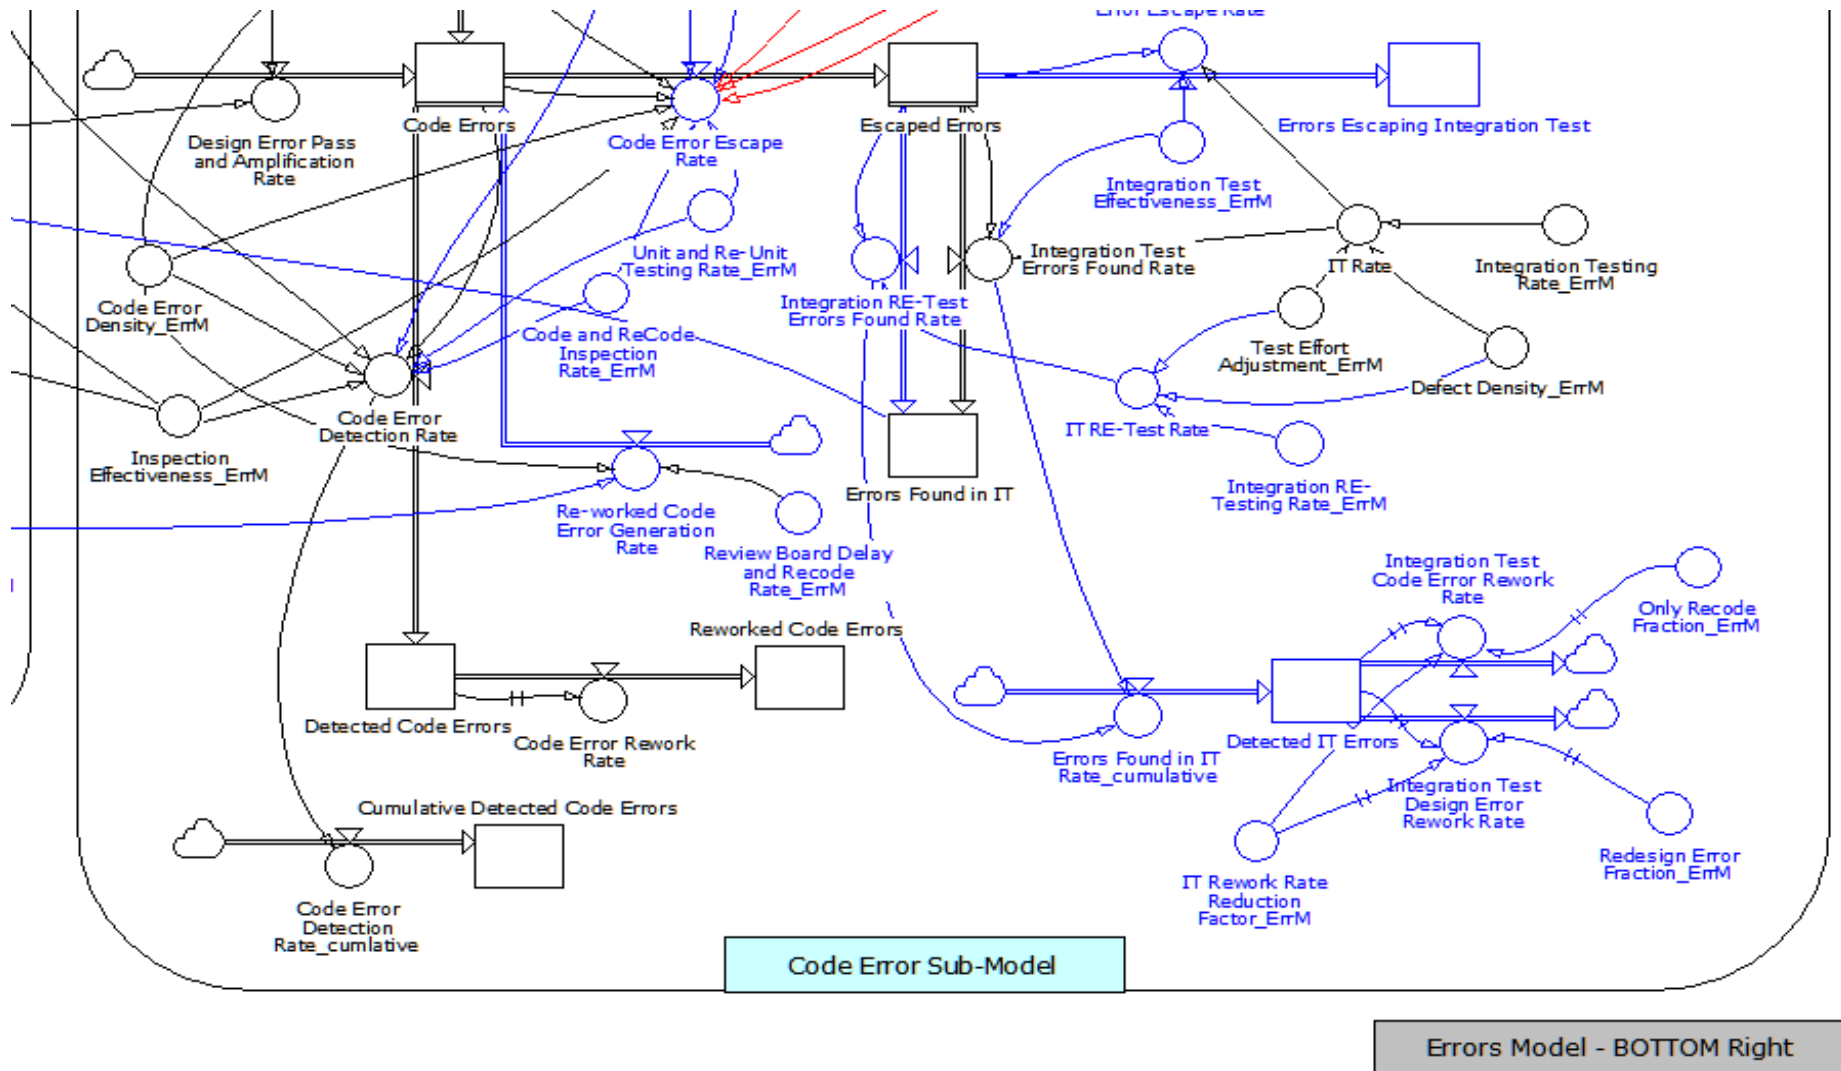 Error Escape Rate
Code Errors
Escaped Errors
Errors Escaping Integration Test
Design Error Pass
and Amplification
Rate
Code Error Escape
Rate
Integration Test
Effectiveness_ErrM
Unit and Re-Unit
Testing Rate_ErrM
Integration Test
Errors Found Rate
IT Rate
Integration Testing
Rate_ErrM
Code Error
Density_ErrM
Integration RE-Test
Errors Found Rate
Code and ReCode
Inspection
Rate_ErrM
Test Effort
Adjustment_ErrM
Defect Density_ErrM
Code Error
Detection Rate
IT RE-Test Rate
Inspection
Effectiveness_ErrM
Errors Found in IT
Integration RE-
Testing Rate_ErrM
Re-worked Code
Error Generation
Rate
Review Board Delay
and Recode
Rate_ErrM
Integration Test
Code Error Rework
Rate
Only Recode
Fraction_ErrM
Reworked Code Errors
Detected Code Errors
Code Error Rework
Rate
Detected IT Errors
Errors Found in IT
Rate_cumulative
Integration Test
Design Error
Rework Rate
Cumulative Detected Code Errors
Redesign Error
Fraction_ErrM
IT Rework Rate
Reduction
Factor_ErrM
Code Error
Detection
Rate_cumlative
Code Error Sub-Model
Errors Model - BOTTOM Right